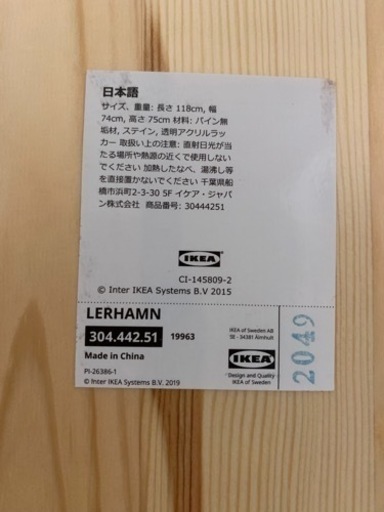 日本語
サイズ、重量: 長さ 118cm, 幅
74cm, 高さ 75cm 材料: パイン無
垢材, ステイン, 透明アクリルラッ
カー 取扱い上の注意: 直射日光が当
たる場所や熱源の近くで使用しない
でください 加熱したなべ、湯沸し等
を直接置かないでください 千葉県船
橋市浜町2-3-30 5F イケア・ジャパ
ン株式会社 商品番号: 30444251
IKEA
CI-145809-2
© Inter IKEA Systems B.V 2015
LERHAMN
304.442.51 19963
Made in China
PI-26386-1
© Inter IKEA Systems B.V. 2019
IKEA of Sweden AB
SE - 34381 Älmhult
IKEA
Design and Quality
IKEA of Sweden
2049